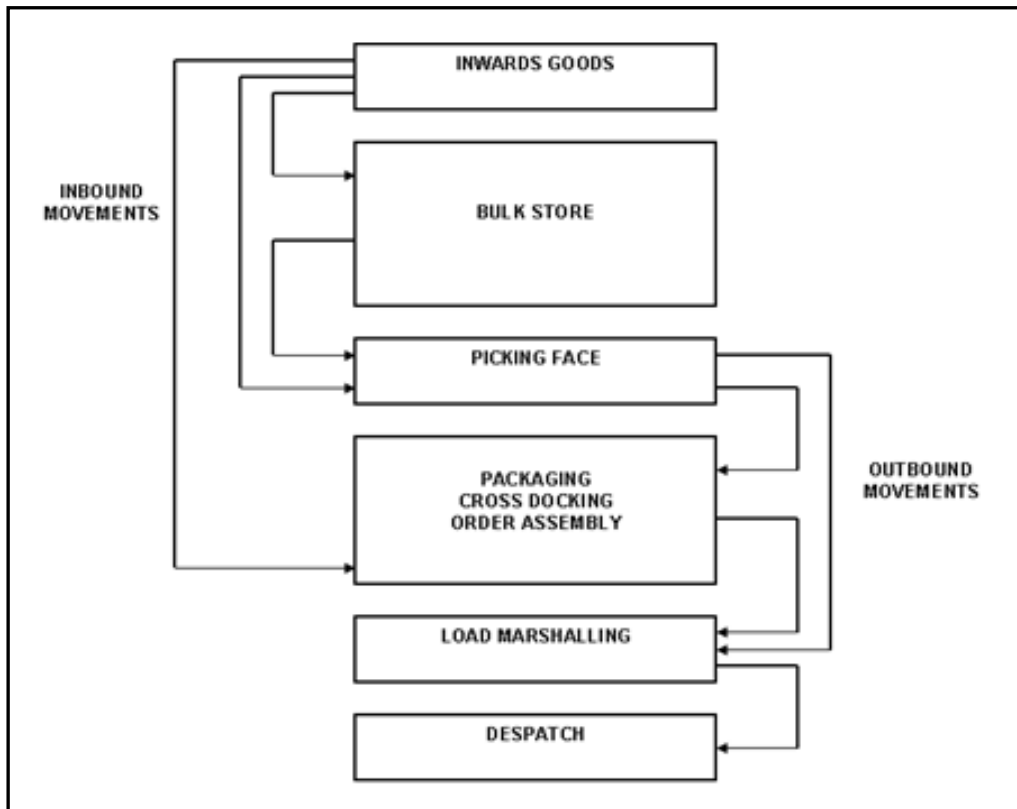 INWARDS GOODS
BULK STORE
INBOUND
MOVEMENTS
PICKING FACE
PACKAGING
CROSS DOCKING
ORDER ASSEMBLY
OUTBOUND
MOVEMENTS
LOAD MARSHALLING
DESPATCH